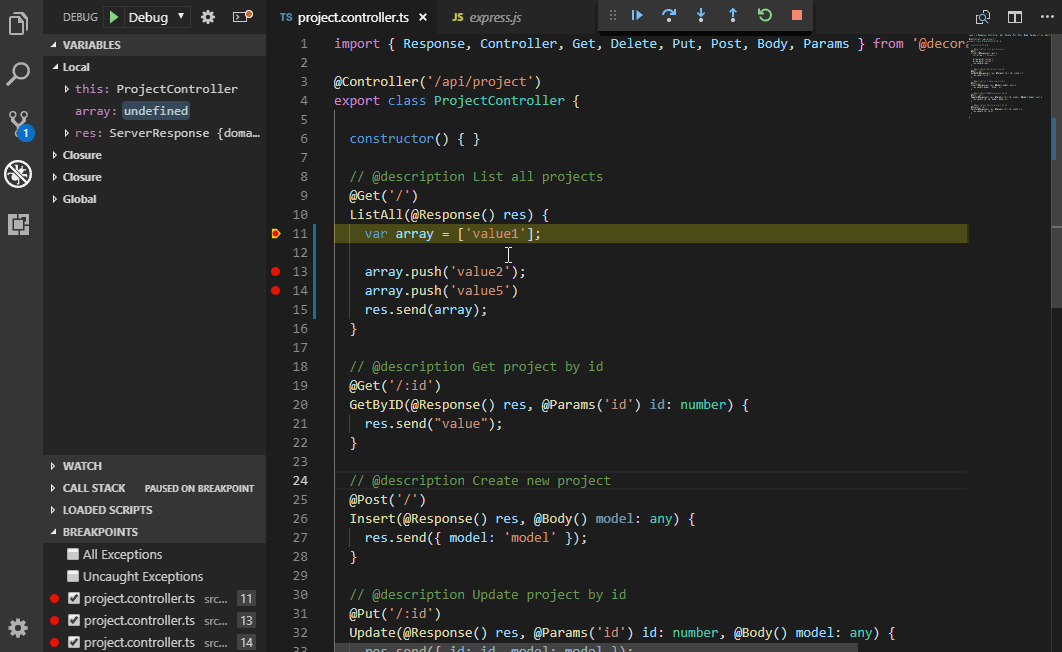 DEBUG Debug
TS project.controller.ts ×
JS express.js
VARIABLES
Local
this: ProjectController
array: undefined
res: ServerResponse {doma…
Closure
Closure
Global
1
WATCH
CALL STACK PAUSED ON BREAKPOINT
LOADED SCRIPTS
BREAKPOINTS
All Exceptions
Uncaught Exceptions
project.controller.ts src... 11
project.controller.ts src... 13
project.controller.ts src... 14
1 import { Response, Controller, Get, Delete, Put, Post, Body, Params } from '@decor
2
3 @Controller('/api/project')
4 export class ProjectController {
5
6 constructor() { }
7
8 // @description List all projects
9 @Get('/')
10 ListAll(@Response() res) {
11 var array = ['value1'];
12
13 array.push('value2');
14 array.push('value5')
15 res.send(array);
16 }
17
18 // @description Get project by id
19 @Get('/:id')
20 GetByID(@Response() res, @Params('id') id: number) {
21 res.send("value");
22 }
23
24 // @description Create new project
25 @Post('/')
26 Insert(@Response() res, @Body() model: any) {
27 res.send({ model: 'model' });
28 }
29
30 // @description Update project by id
31 @Put('/:id')
32 Update(@Response() res, @Params('id') id: number, @Body() model: any) {
33 res.send({ id: id, model: model });